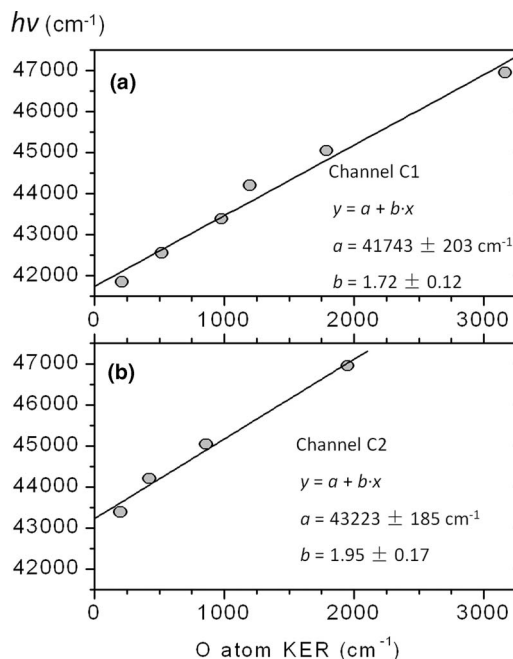 hν (cm⁻¹)
(a)
47000
46000
45000
44000
43000
42000
Channel C1
y = a + b·x
a = 41743 ± 203 cm⁻¹
b = 1.72 ± 0.12
0 1000 2000 3000
(b)
47000
46000
45000
44000
43000
42000
Channel C2
y = a + b·x
a = 43223 ± 185 cm⁻¹
b = 1.95 ± 0.17
0 1000 2000 3000
O atom KER (cm⁻¹)